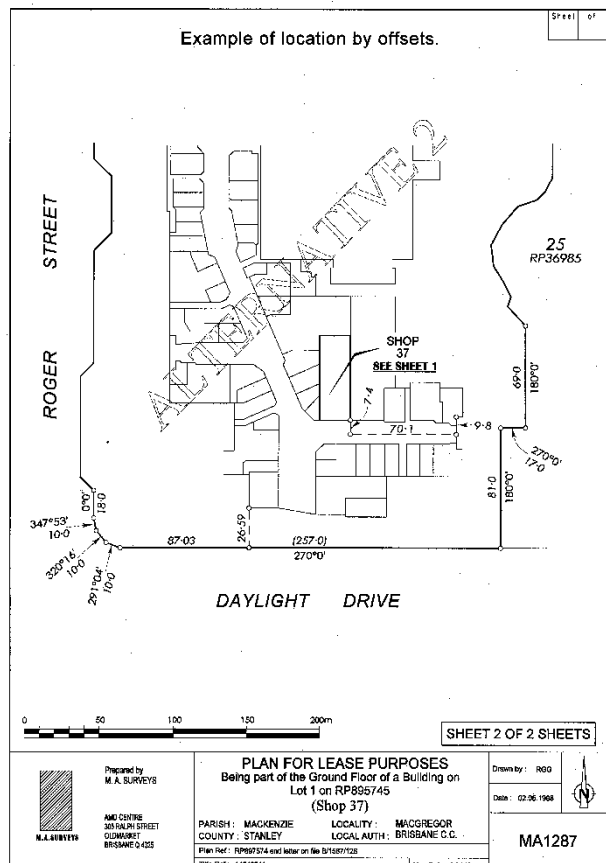 Sheet of
Example of location by offsets.
ALTERNATIVE 2
ROGER STREET
25
RP36985
SHOP
37
SEE SHEET 1
7·4
70·1
9·8
69·0
180°0'
270°0'
17·0
81·0
180°0'
0°0'
18·0
347°53'
10·0
320°16'
10·0
291°04'
10·0
87·03
26·59
(257·0)
270°0'
DAYLIGHT DRIVE
0 50 100 150 200m
SHEET 2 OF 2 SHEETS
M.A.SURVEYS
Prepared by
M. A. SURVEYS
AMD CENTRE
305 RALPH STREET
OLDMARKET
BRISBANE Q 4225
PLAN FOR LEASE PURPOSES
Being part of the Ground Floor of a Building on
Lot 1 on RP895745
(Shop 37)
PARISH : MACKENZIE LOCALITY : MACGREGOR
COUNTY : STANLEY LOCAL AUTH : BRISBANE C.C.
Plan Ref : RP897574 and letter on file B/1587/128
Drawn by : RGG
Date : 02.06.1998
N
MA1287